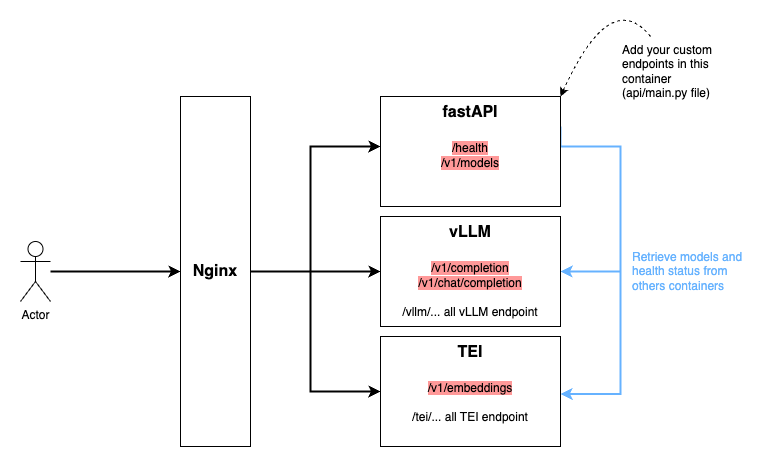 Add your custom
endpoints in this
container
(api/main.py file)
fastAPI
/health
/v1/models
vLLM
/v1/completion
/v1/chat/completion
/vllm/... all vLLM endpoint
TEI
/v1/embeddings
/tei/... all TEI endpoint
Nginx
Actor
Retrieve models and
health status from
others containers